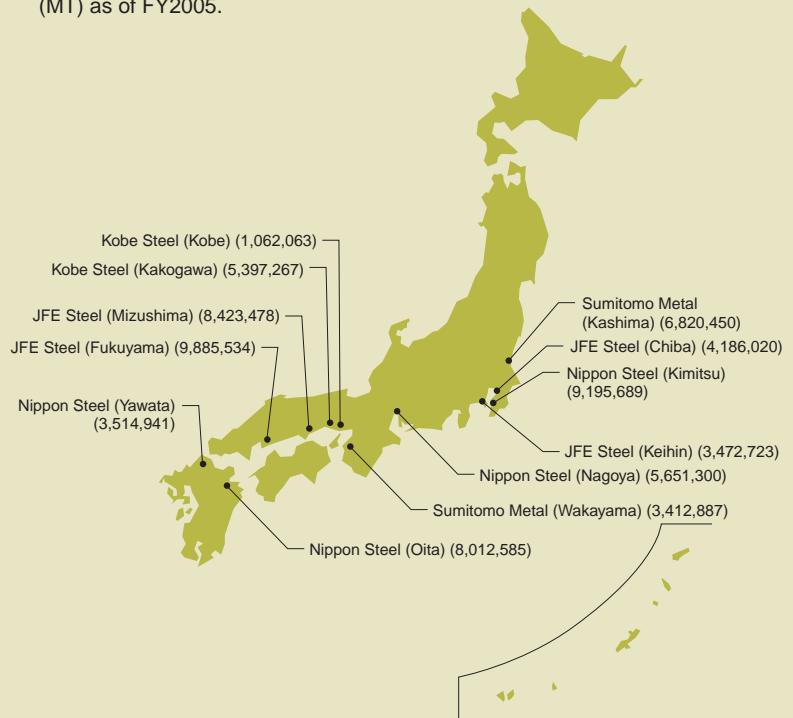 (MT) as of FY2005.
Kobe Steel (Kobe) (1,062,063)
Kobe Steel (Kakogawa) (5,397,267)
JFE Steel (Mizushima) (8,423,478)
JFE Steel (Fukuyama) (9,885,534)
Nippon Steel (Yawata)
(3,514,941)
Sumitomo Metal
(Kashima) (6,820,450)
JFE Steel (Chiba) (4,186,020)
Nippon Steel (Kimitsu)
(9,195,689)
JFE Steel (Keihin) (3,472,723)
Nippon Steel (Nagoya) (5,651,300)
Sumitomo Metal (Wakayama) (3,412,887)
Nippon Steel (Oita) (8,012,585)